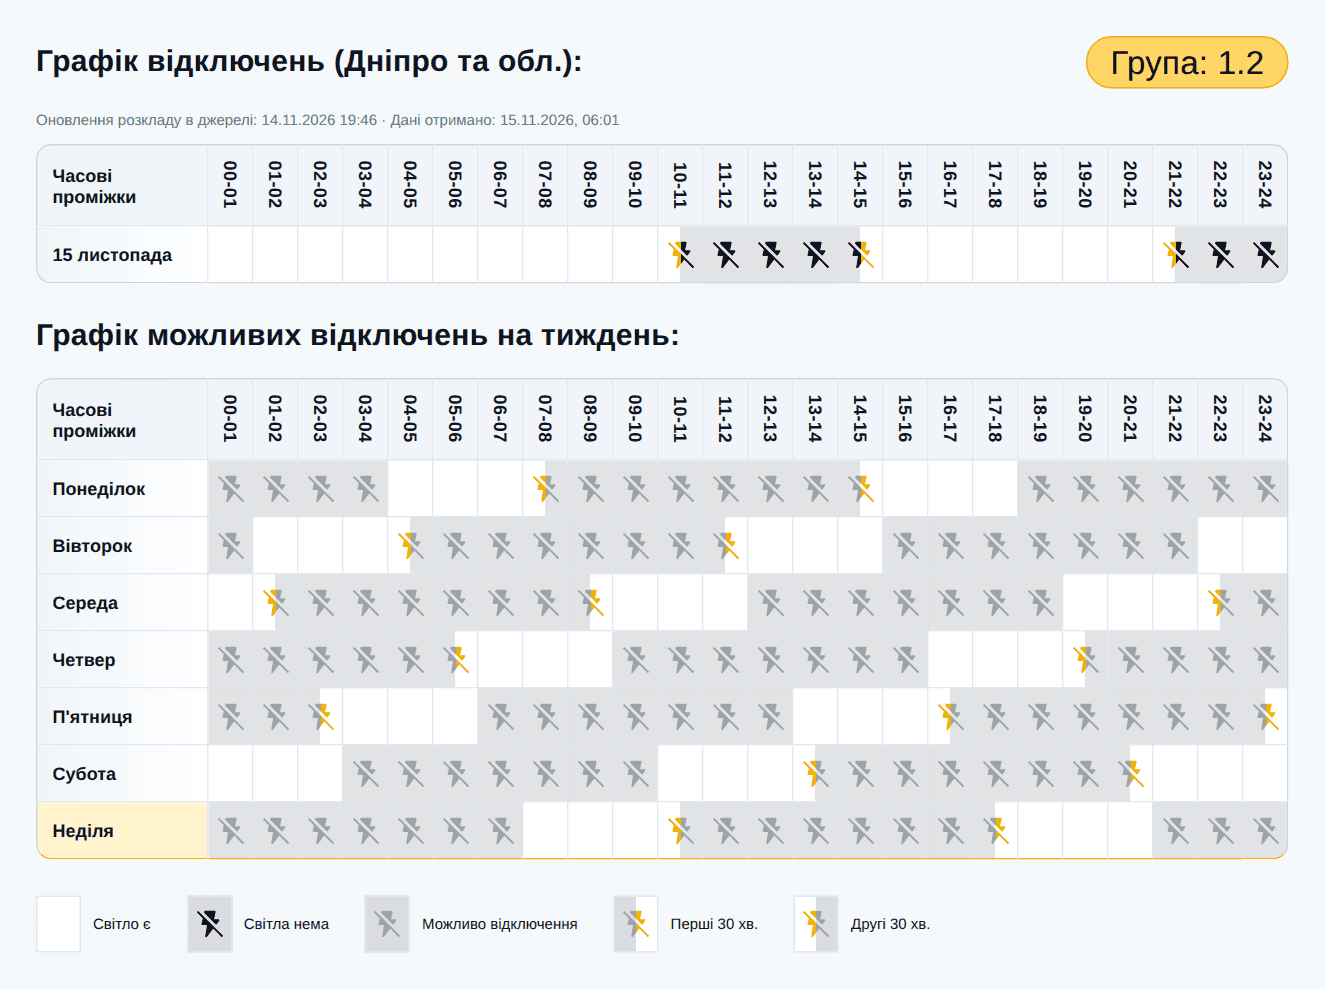 Графік відключень (Дніпро та обл.):
Група: 1.2
Оновлення розкладу в джерелі: 14.11.2026 19:46 · Дані отримано: 15.11.2026, 06:01
Часові
проміжки
00-01 01-02 02-03 03-04 04-05 05-06 06-07 07-08 08-09 09-10 10-11 11-12 12-13 13-14 14-15 15-16 16-17 17-18 18-19 19-20 20-21 21-22 22-23 23-24
15 листопада
Графік можливих відключень на тиждень:
Часові
проміжки
00-01 01-02 02-03 03-04 04-05 05-06 06-07 07-08 08-09 09-10 10-11 11-12 12-13 13-14 14-15 15-16 16-17 17-18 18-19 19-20 20-21 21-22 22-23 23-24
Понеділок
Вівторок
Середа
Четвер
П'ятниця
Субота
Неділя
Світло є
Світла нема
Можливо відключення
Перші 30 хв.
Другі 30 хв.